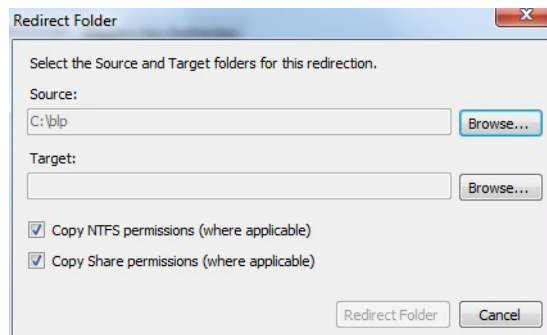 Redirect Folder
Select the Source and Target folders for this redirection.
Source:
C:\blp
Browse...
Target:
Browse...
Copy NTFS permissions (where applicable)
Copy Share permissions (where applicable)
Redirect Folder
Cancel